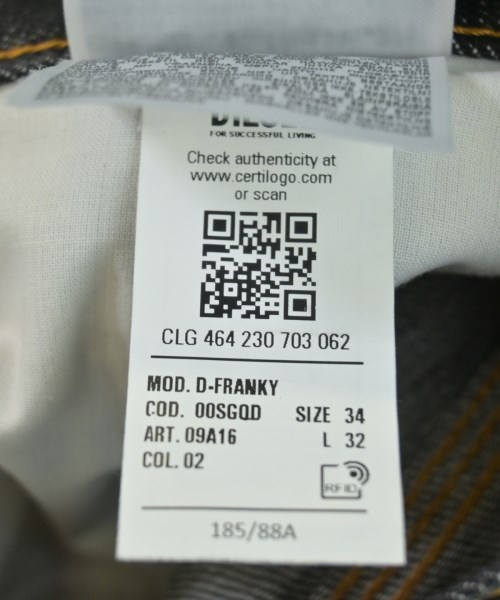 FOR SUCCESSFUL LIVING
Check authenticity at
www.certilogo.com
or scan
CLG 464 230 703 062
MOD. D-FRANKY
COD. 00SGQD SIZE 34
ART. 09A16 L 32
COL. 02
RFID
185/88A